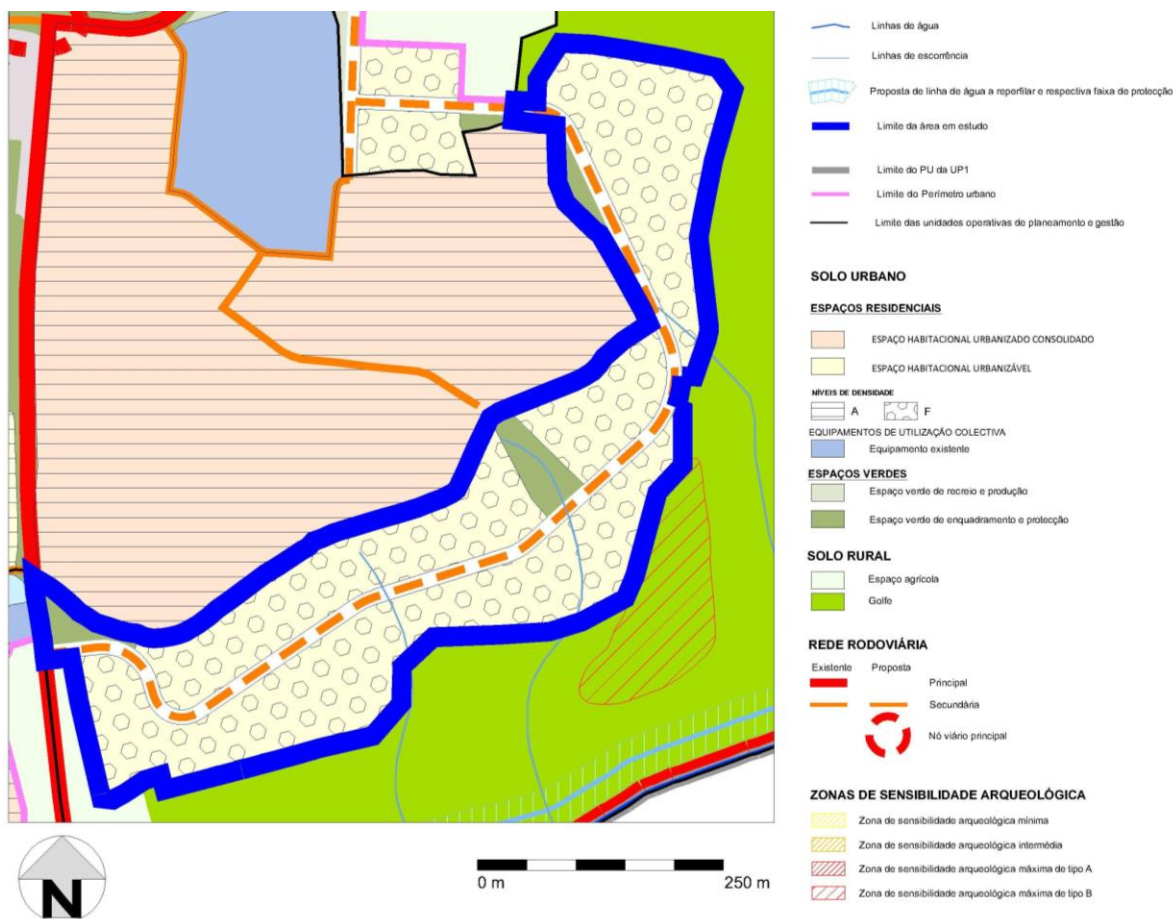 Linhas de água
Linhas de escorrência
Proposta de linha de água a reperfilar e respectiva faixa de protecção
Limite da área em estudo
Limite do PU da UP1
Limite do Perímetro urbano
Limite das unidades operativas de planeamento e gestão
SOLO URBANO
ESPAÇOS RESIDENCIAIS
ESPAÇO HABITACIONAL URBANIZADO CONSOLIDADO
ESPAÇO HABITACIONAL URBANIZÁVEL
NÍVEIS DE DENSIDADE
A F
EQUIPAMENTOS DE UTILIZAÇÃO COLECTIVA
Equipamento existente
ESPAÇOS VERDES
Espaço verde de recreio e produção
Espaço verde de enquadramento e protecção
SOLO RURAL
Espaço agrícola
Golfe
REDE RODOVIÁRIA
Existente Proposta
Principal
Secundária
Nó viário principal
ZONAS DE SENSIBILIDADE ARQUEOLÓGICA
Zona de sensibilidade arqueológica mínima
Zona de sensibilidade arqueológica intermédia
Zona de sensibilidade arqueológica máxima de tipo A
Zona de sensibilidade arqueológica máxima de tipo B
N
0 m 250 m